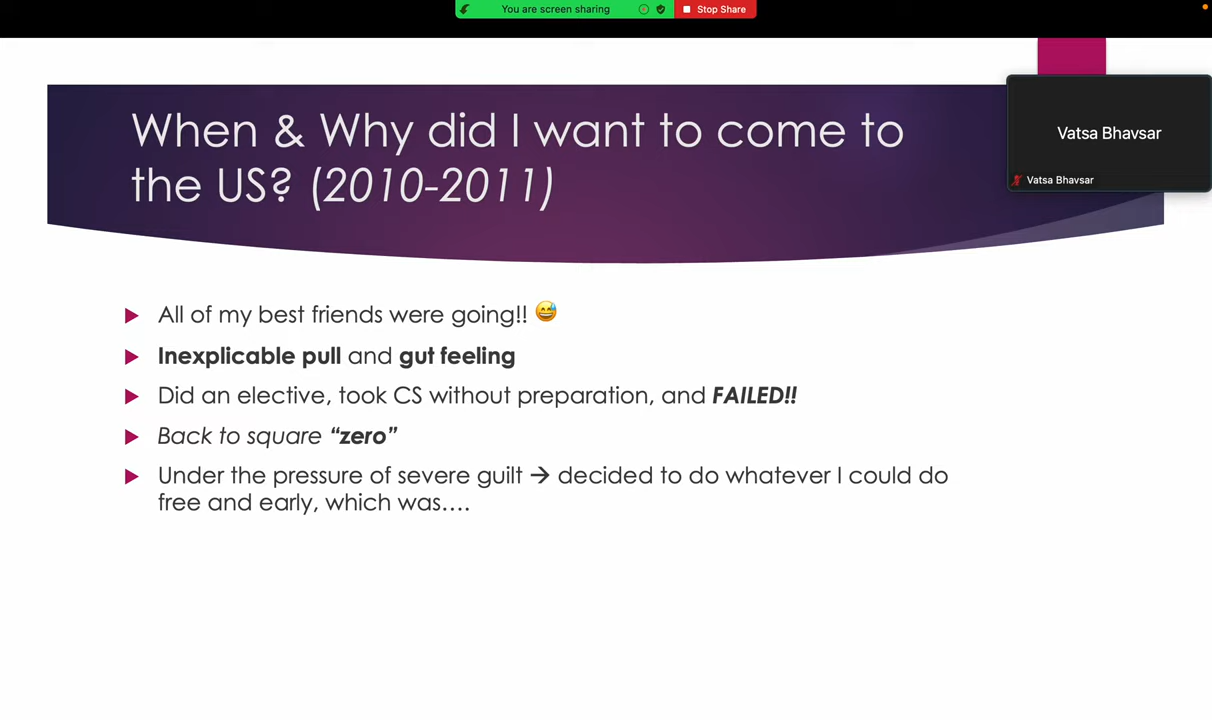 You are screen sharing
Stop Share
When & Why did I want to come to
the US? (2010-2011)
Vatsa Bhavsar
Vatsa Bhavsar
All of my best friends were going!! 😅
Inexplicable pull and gut feeling
Did an elective, took CS without preparation, and FAILED!!
Back to square “zero”
Under the pressure of severe guilt → decided to do whatever I could do
free and early, which was....